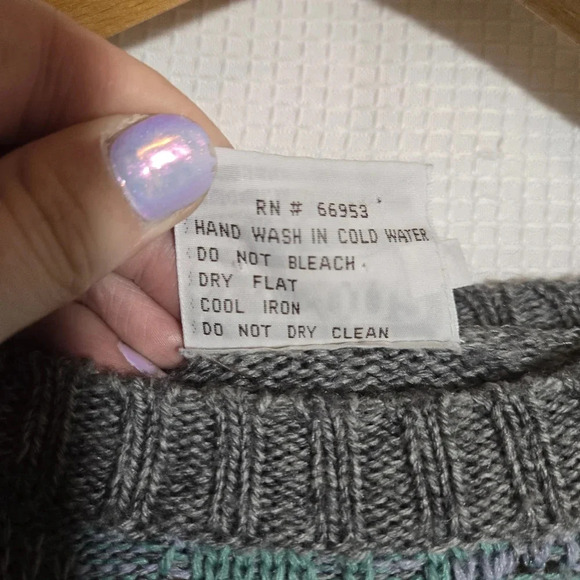 RN # 66953
HAND WASH IN COLD WATER
DO NOT BLEACH
DRY FLAT
COOL IRON
DO NOT DRY CLEAN